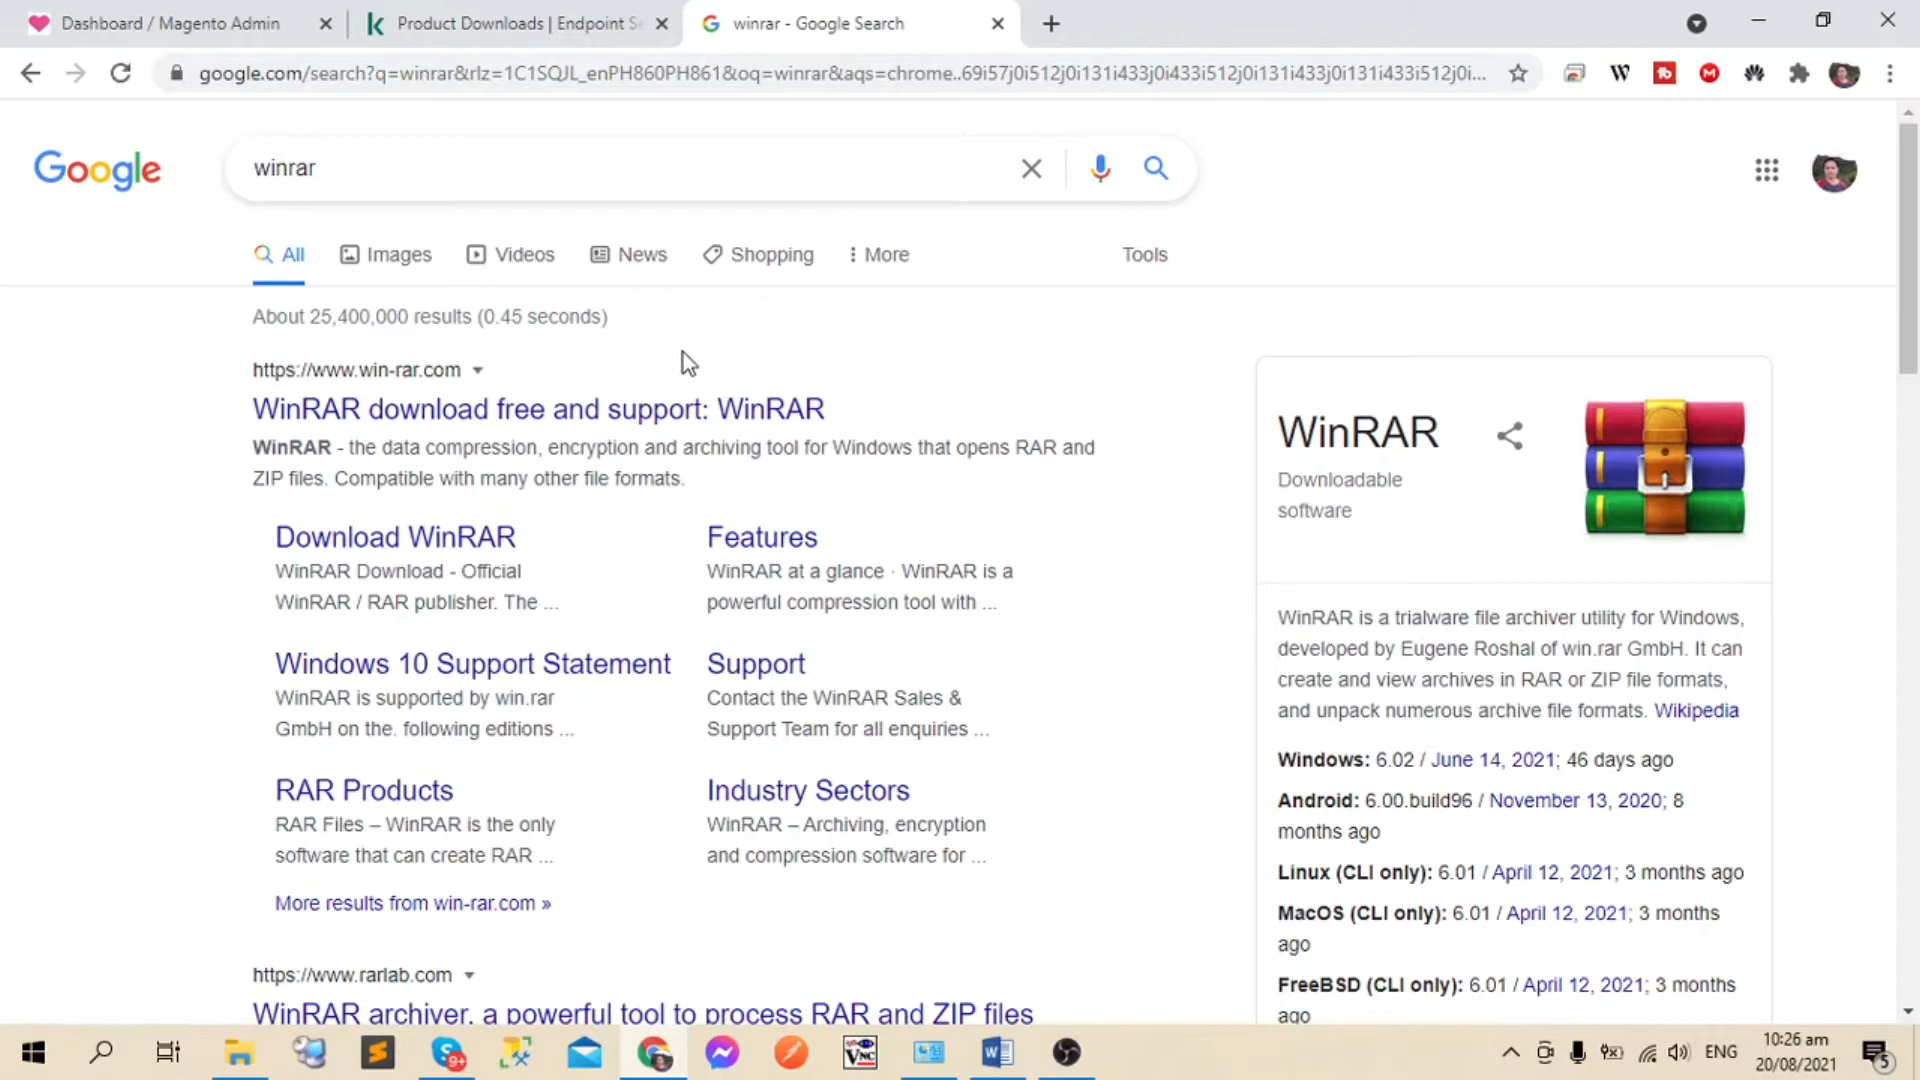 Dashboard / Magento Admin
Product Downloads | Endpoint Se
winrar - Google Search
google.com/search?q=winrar&rlz=1C1SQJL_enPH860PH861&oq=winrar&aqs=chrome..69i57j0i512j0i131i433j0i433i512j0i131i433j0i131i433i512j0i...
Google
winrar
All
Images
Videos
News
Shopping
More
Tools
About 25,400,000 results (0.45 seconds)
https://www.win-rar.com
WinRAR download free and support: WinRAR
WinRAR - the data compression, encryption and archiving tool for Windows that opens RAR and
ZIP files. Compatible with many other file formats.
Download WinRAR
WinRAR Download - Official
WinRAR / RAR publisher. The ...
Features
WinRAR at a glance · WinRAR is a
powerful compression tool with ...
Windows 10 Support Statement
WinRAR is supported by win.rar
GmbH on the. following editions ...
Support
Contact the WinRAR Sales &
Support Team for all enquiries ...
RAR Products
RAR Files – WinRAR is the only
software that can create RAR ...
Industry Sectors
WinRAR – Archiving, encryption
and compression software for ...
More results from win-rar.com »
https://www.rarlab.com
WinRAR archiver, a powerful tool to process RAR and ZIP files
WinRAR
Downloadable
software
WinRAR is a trialware file archiver utility for Windows,
developed by Eugene Roshal of win.rar GmbH. It can
create and view archives in RAR or ZIP file formats,
and unpack numerous archive file formats. Wikipedia
Windows: 6.02 / June 14, 2021; 46 days ago
Android: 6.00.build96 / November 13, 2020; 8
months ago
Linux (CLI only): 6.01 / April 12, 2021; 3 months ago
MacOS (CLI only): 6.01 / April 12, 2021; 3 months
ago
FreeBSD (CLI only): 6.01 / April 12, 2021; 3 months
ago
9+
VNC
ENG
10:26 am
20/08/2021
5